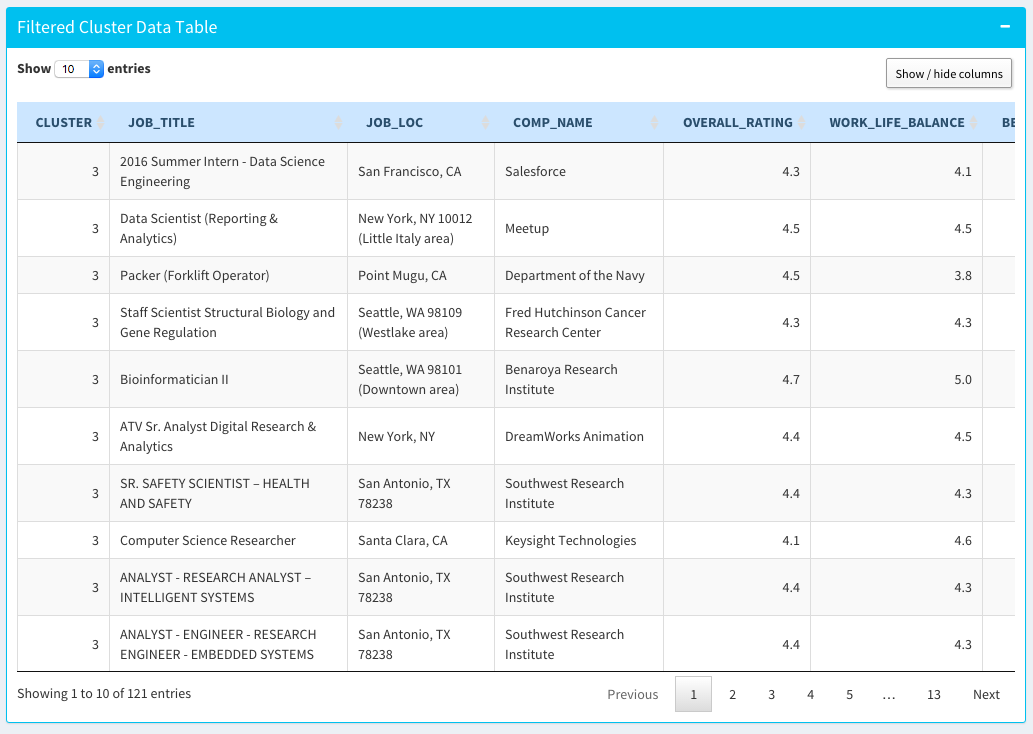 Filtered Cluster Data Table −
Show 10 entries Show / hide columns
CLUSTER JOB_TITLE JOB_LOC COMP_NAME OVERALL_RATING WORK_LIFE_BALANCE BE
3 2016 Summer Intern - Data Science Engineering San Francisco, CA Salesforce 4.3 4.1
3 Data Scientist (Reporting & Analytics) New York, NY 10012 (Little Italy area) Meetup 4.5 4.5
3 Packer (Forklift Operator) Point Mugu, CA Department of the Navy 4.5 3.8
3 Staff Scientist Structural Biology and Gene Regulation Seattle, WA 98109 (Westlake area) Fred Hutchinson Cancer Research Center 4.3 4.3
3 Bioinformatician II Seattle, WA 98101 (Downtown area) Benaroya Research Institute 4.7 5.0
3 ATV Sr. Analyst Digital Research & Analytics New York, NY DreamWorks Animation 4.4 4.5
3 SR. SAFETY SCIENTIST – HEALTH AND SAFETY San Antonio, TX 78238 Southwest Research Institute 4.4 4.3
3 Computer Science Researcher Santa Clara, CA Keysight Technologies 4.1 4.6
3 ANALYST - RESEARCH ANALYST – INTELLIGENT SYSTEMS San Antonio, TX 78238 Southwest Research Institute 4.4 4.3
3 ANALYST - ENGINEER - RESEARCH ENGINEER - EMBEDDED SYSTEMS San Antonio, TX 78238 Southwest Research Institute 4.4 4.3
Showing 1 to 10 of 121 entries Previous 1 2 3 4 5 … 13 Next